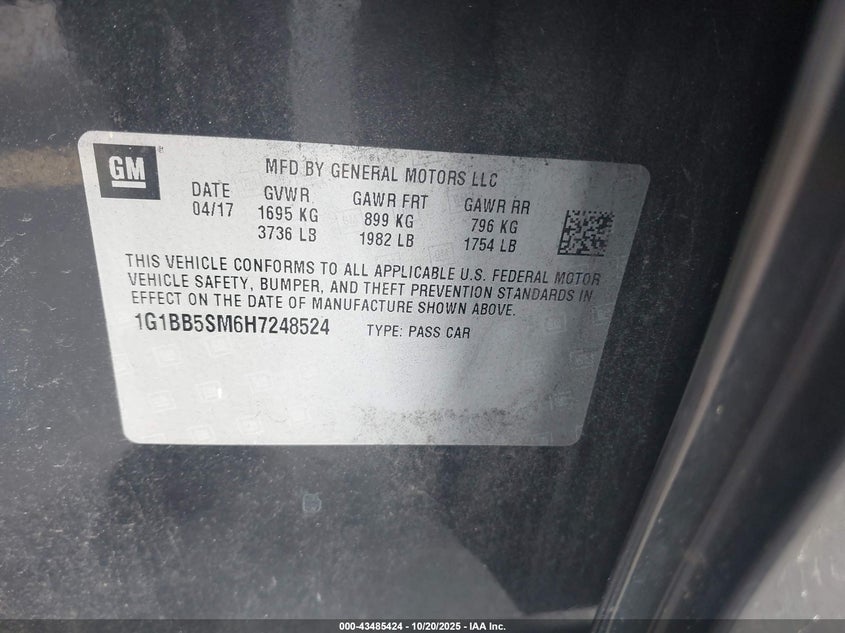 GM
MFD BY GENERAL MOTORS LLC
DATE GVWR GAWR FRT GAWR RR
04/17 1695 KG 899 KG 796 KG
3736 LB 1982 LB 1754 LB
THIS VEHICLE CONFORMS TO ALL APPLICABLE U.S. FEDERAL MOTOR
VEHICLE SAFETY, BUMPER, AND THEFT PREVENTION STANDARDS IN
EFFECT ON THE DATE OF MANUFACTURE SHOWN ABOVE.
1G1BB5SM6H7248524 TYPE: PASS CAR
000-43485424 - 10/20/2025 - IAA Inc.